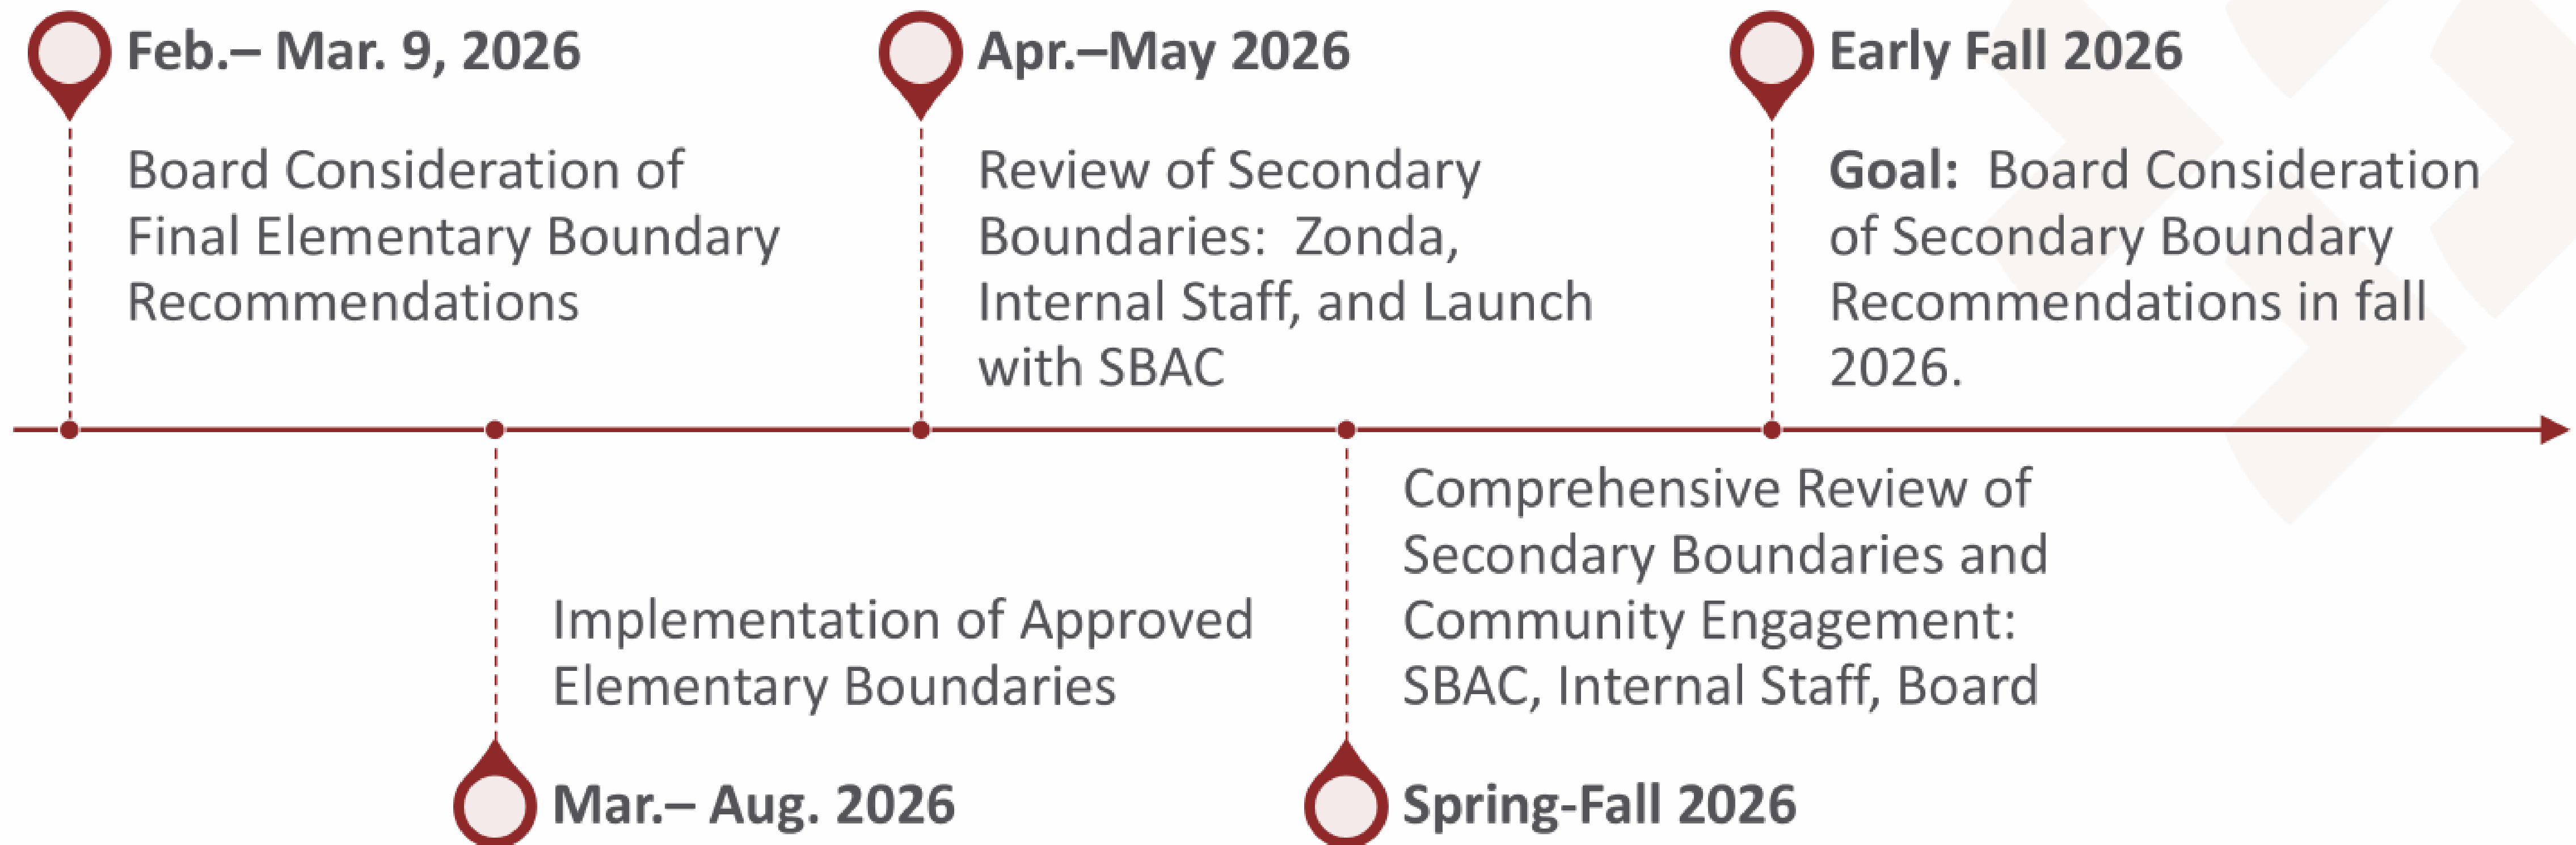 Feb.– Mar. 9, 2026
Board Consideration of
Final Elementary Boundary
Recommendations
Apr.–May 2026
Review of Secondary
Boundaries:  Zonda,
Internal Staff, and Launch
with SBAC
Early Fall 2026
Goal:  Board Consideration
of Secondary Boundary
Recommendations in fall
2026.
Implementation of Approved
Elementary Boundaries
Mar.– Aug. 2026
Comprehensive Review of
Secondary Boundaries and
Community Engagement:
SBAC, Internal Staff, Board
Spring-Fall 2026